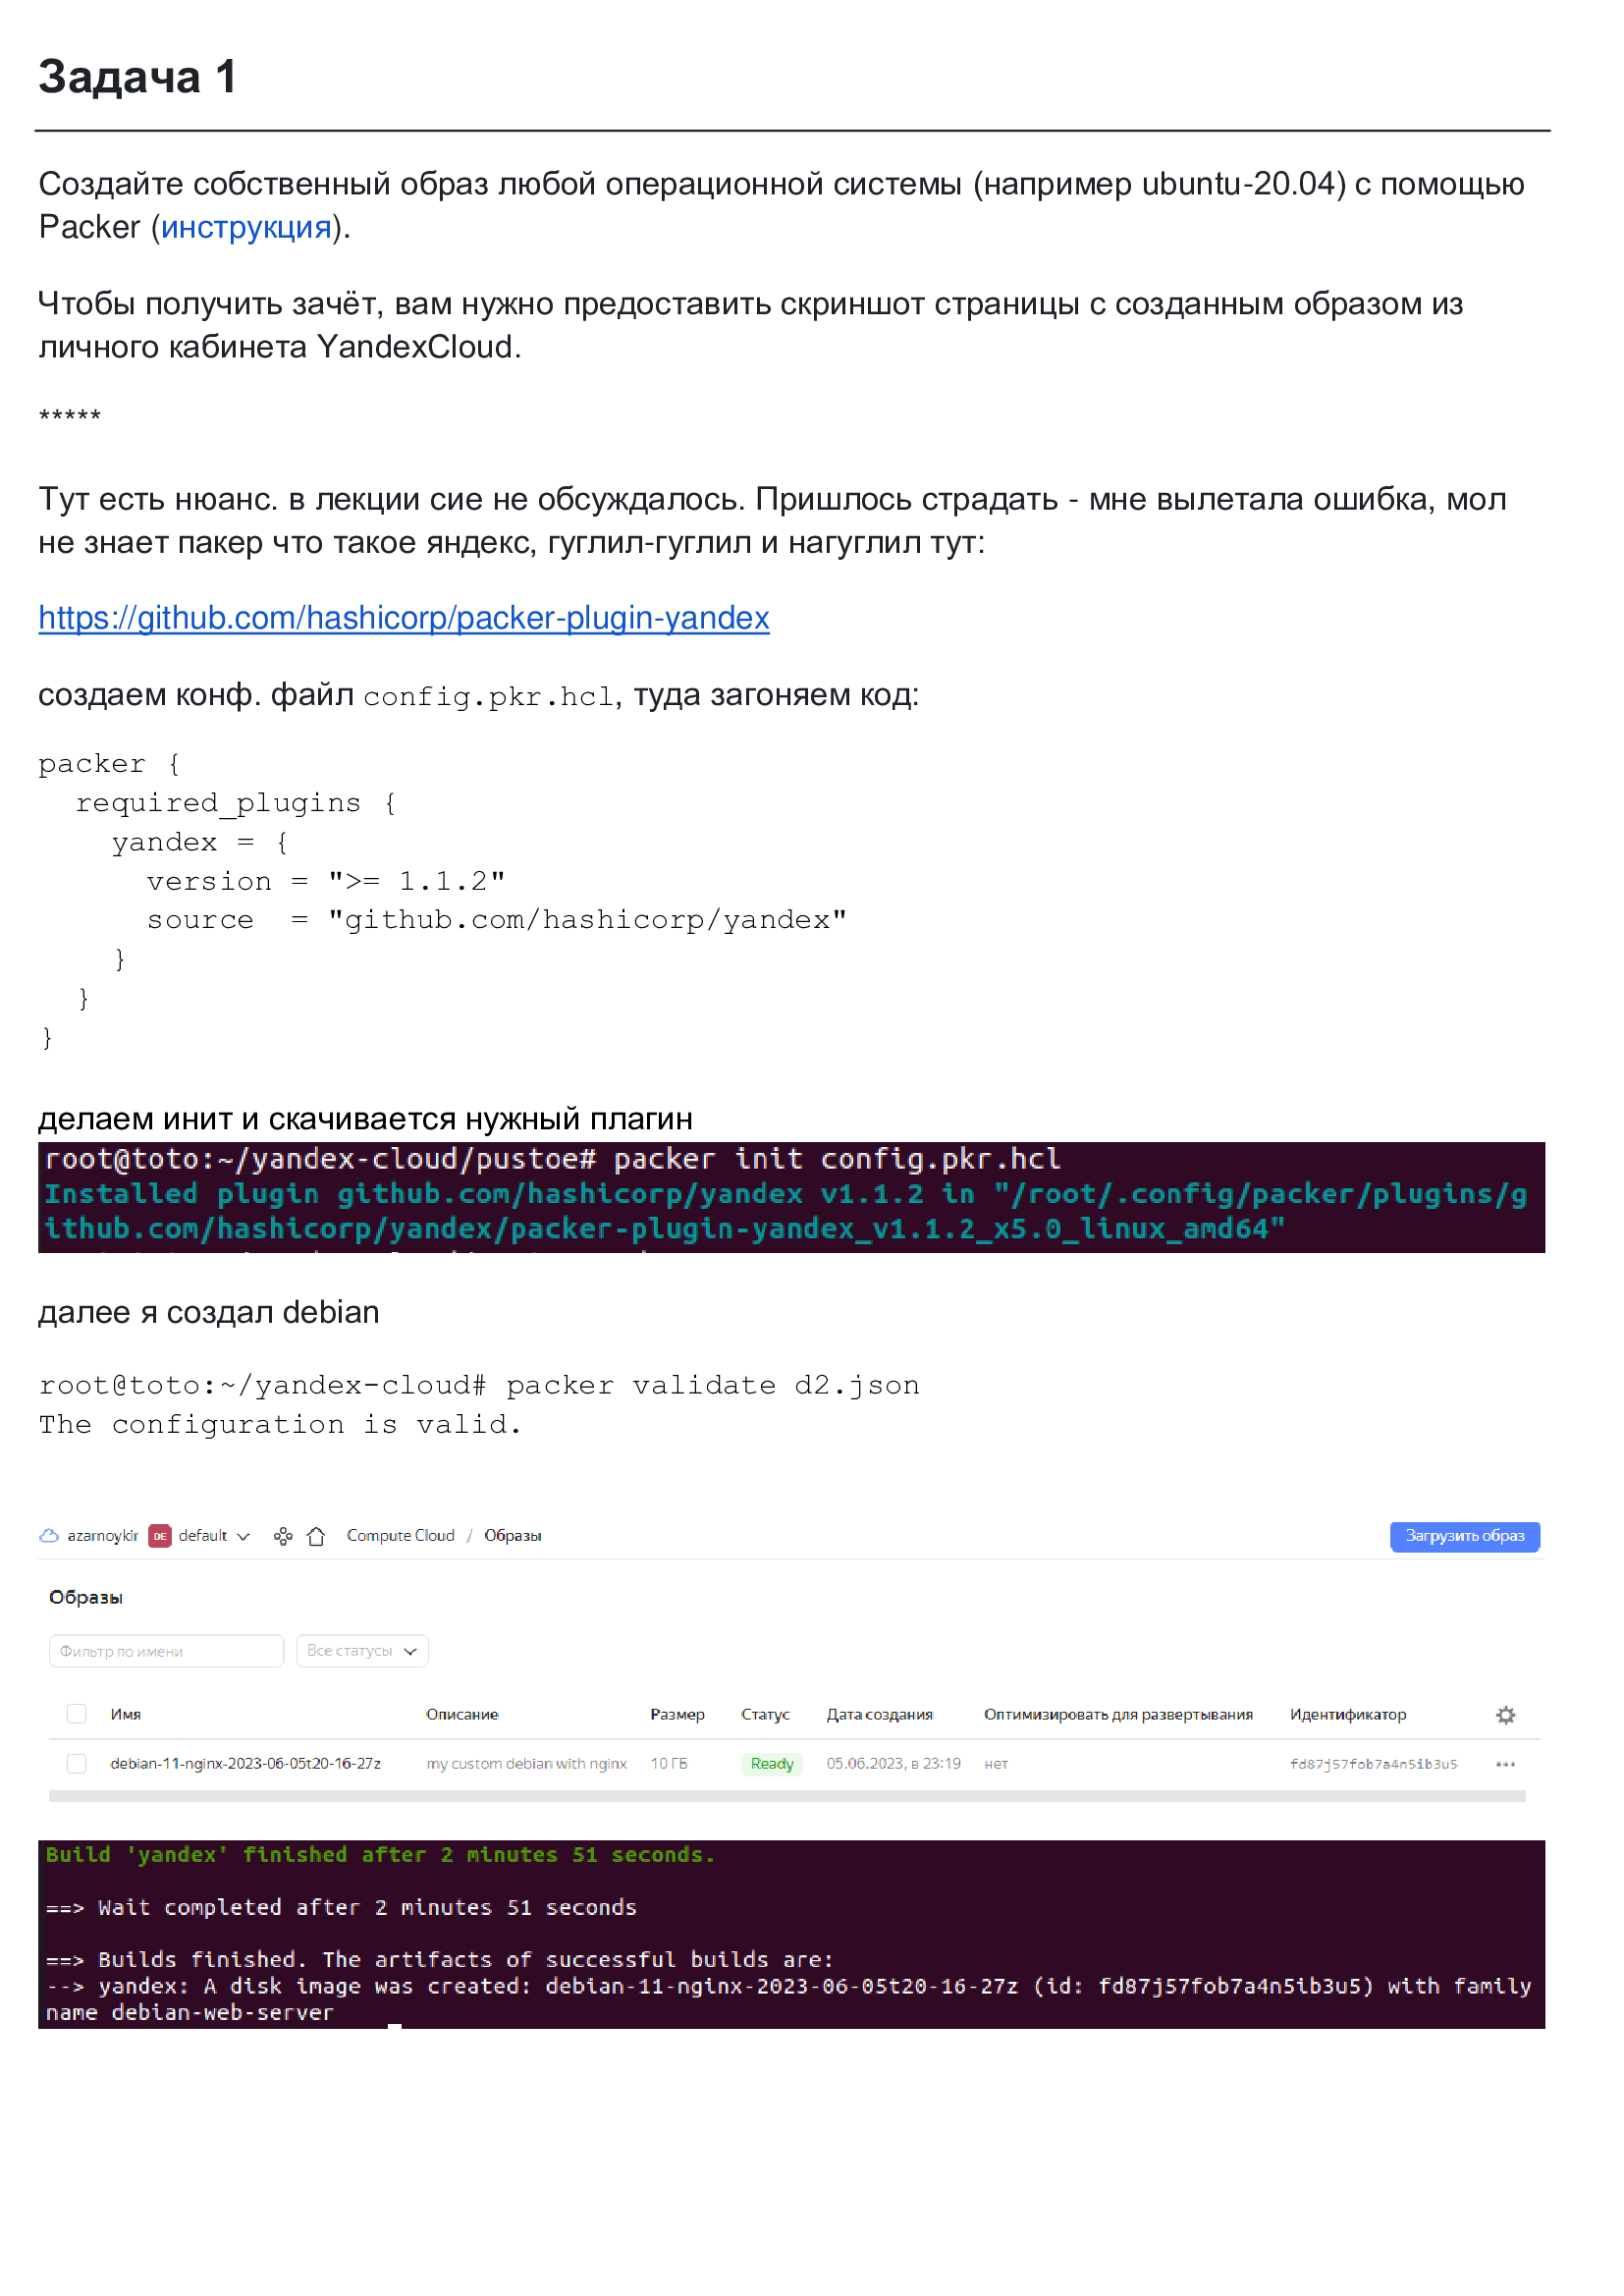 Задача 1
Создайте собственный образ любой операционной системы (например ubuntu-20.04) с помощью
Packer (инструкция).
Чтобы получить зачёт, вам нужно предоставить скриншот страницы с созданным образом из
личного кабинета YandexCloud.
*****
Тут есть нюанс. в лекции сие не обсуждалось. Пришлось страдать - мне вылетала ошибка, мол
не знает пакер что такое яндекс, гуглил-гуглил и нагуглил тут:
https://github.com/hashicorp/packer-plugin-yandex
создаем конф. файл config.pkr.hcl, туда загоняем код:
packer {
  required_plugins {
    yandex = {
      version = ">= 1.1.2"
      source  = "github.com/hashicorp/yandex"
    }
  }
}
делаем инит и скачивается нужный плагин
root@toto:~/yandex-cloud/pustoe# packer init config.pkr.hcl
Installed plugin github.com/hashicorp/yandex v1.1.2 in "/root/.config/packer/plugins/g
ithub.com/hashicorp/yandex/packer-plugin-yandex_v1.1.2_x5.0_linux_amd64"
далее я создал debian
root@toto:~/yandex-cloud# packer validate d2.json
The configuration is valid.
azarnoykir DE default Compute Cloud / Образы Загрузить образ
Образы
Фильтр по имени Все статусы
Имя Описание Размер Статус Дата создания Оптимизировать для развертывания Идентификатор
debian-11-nginx-2023-06-05t20-16-27z my custom debian with nginx 10 ГБ Ready 05.06.2023, в 23:19 нет fd87j57fob7a4n5ib3u5 •••
Build 'yandex' finished after 2 minutes 51 seconds.
==> Wait completed after 2 minutes 51 seconds
==> Builds finished. The artifacts of successful builds are:
--> yandex: A disk image was created: debian-11-nginx-2023-06-05t20-16-27z (id: fd87j57fob7a4n5ib3u5) with family
name debian-web-server